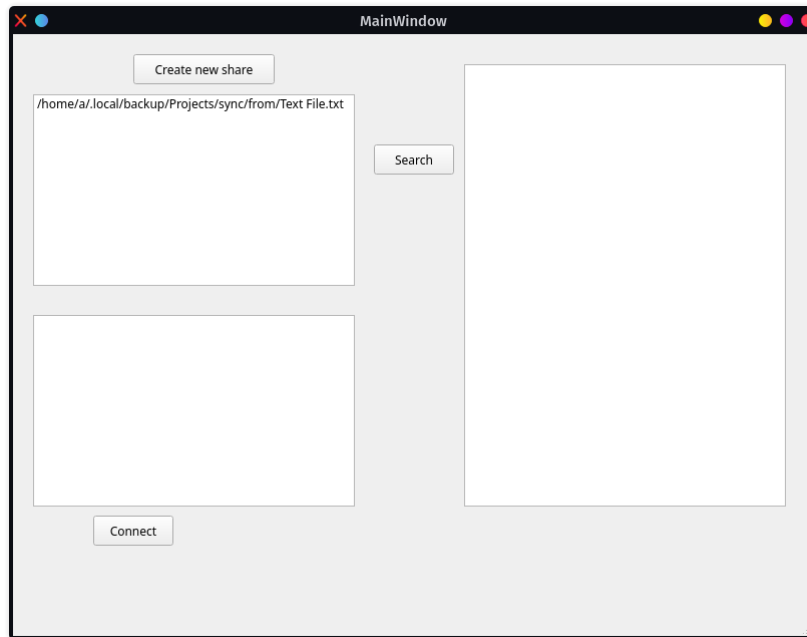 MainWindow
Create new share
/home/a/.local/backup/Projects/sync/from/Text File.txt
Search
Connect